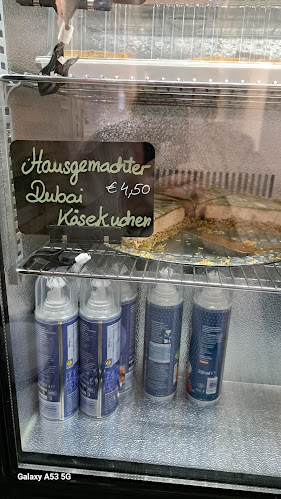 Hausgemachter
Dubai € 4,50
Käsekuchen
Galaxy A53 5G